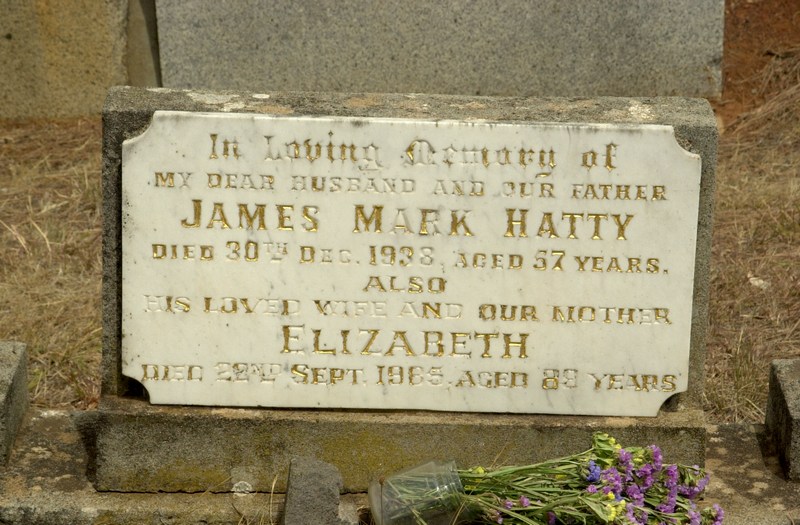 In Loving Memory of
MY DEAR HUSBAND AND OUR FATHER
JAMES MARK HATTY
DIED 30TH DEC. 1938, AGED 57 YEARS.
ALSO
HIS LOVED WIFE AND OUR MOTHER
ELIZABETH
DIED 22ND SEPT. 1965, AGED 83 YEARS